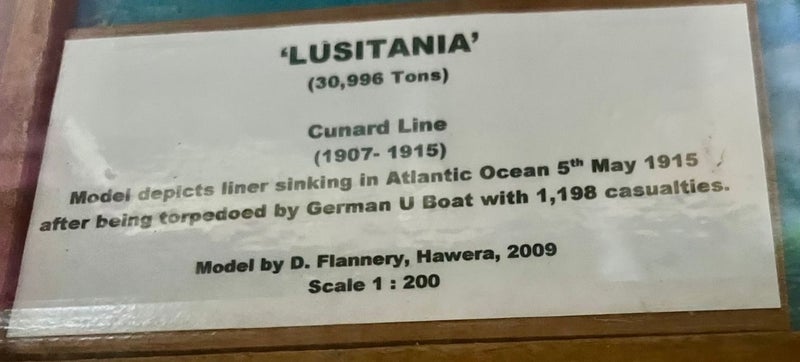 ‘LUSITANIA’
(30,996 Tons)
Cunard Line
(1907- 1915)
Model depicts liner sinking in Atlantic Ocean 5th May 1915
after being torpedoed by German U Boat with 1,198 casualties.
Model by D. Flannery, Hawera, 2009
Scale 1 : 200